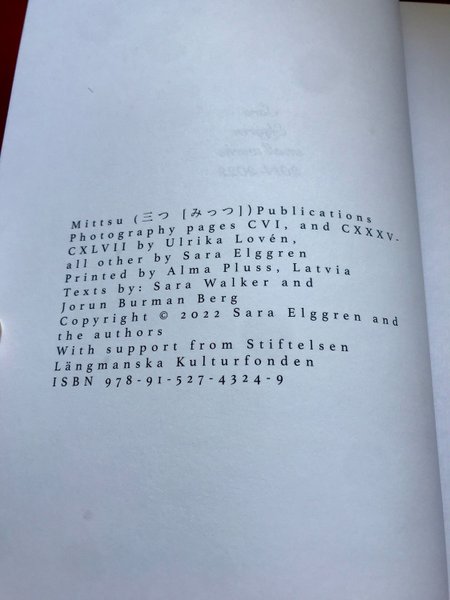 Mittsu (三つ [みっつ])Publications
Photography pages CVI, and CXXXV-
CXLVII by Ulrika Lovén,
all other by Sara Elggren
Printed by Alma Pluss, Latvia
Texts by: Sara Walker and
Jorun Burman Berg
Copyright © 2022 Sara Elggren and
the authors
With support from Stiftelsen
Längmanska Kulturfonden
ISBN 978-91-527-4324-9